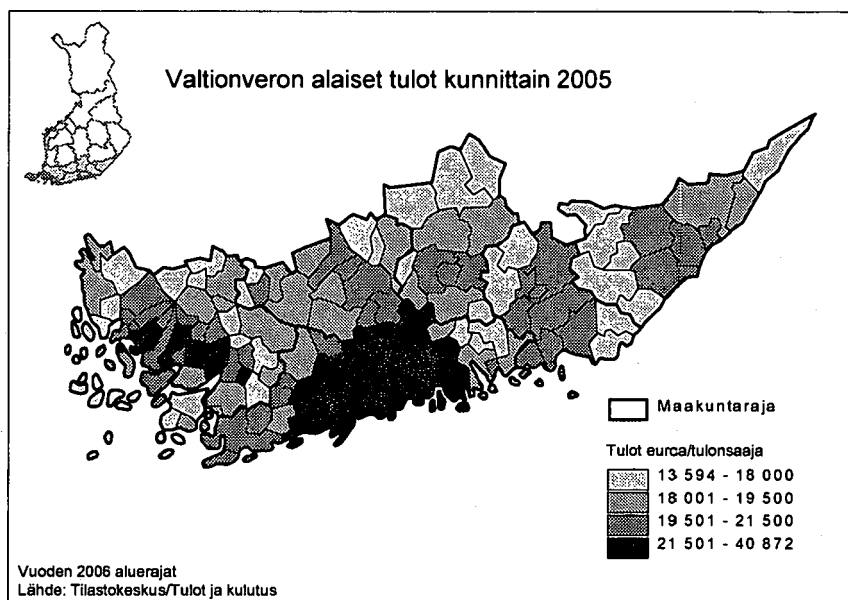 Valtionveron alaiset tulot kunnittain 2005
Maakuntaraja
Tulot eurca/tulonsaaja
13 594 - 18 000
18 001 - 19 500
19 501 - 21 500
21 501 - 40 872
Vuoden 2006 aluerajat
Lähde: Tilastokeskus/Tulot ja kulutus